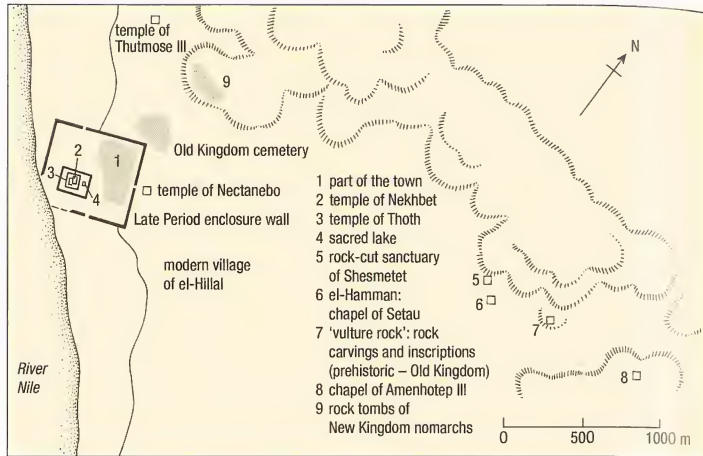 temple of
Thutmose III
N
9
Old Kingdom cemetery
1
2
3
4
temple of Nectanebo
Late Period enclosure wall
modern village
of el-Hillal
River
Nile
1 part of the town
2 temple of Nekhbet
3 temple of Thoth
4 sacred lake
5 rock-cut sanctuary
of Shesmetet
6 el-Hamman:
chapel of Setau
7 'vulture rock': rock
carvings and inscriptions
(prehistoric – Old Kingdom)
8 chapel of Amenhotep III
9 rock tombs of
New Kingdom nomarchs
5
6
7
8
0 500 1000 m